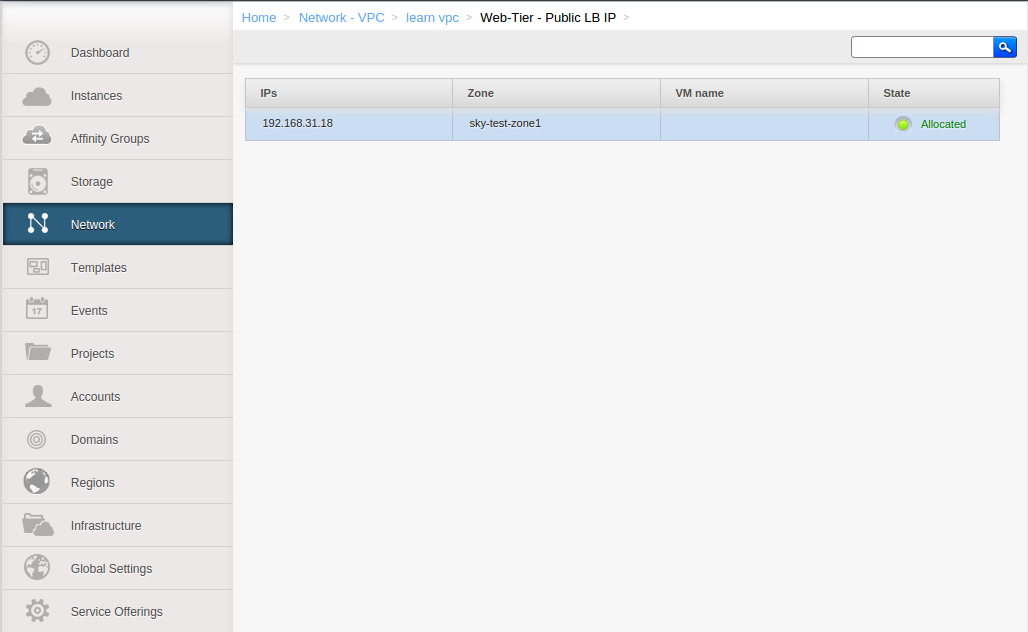 Home > Network - VPC > learn vpc > Web-Tier - Public LB IP >
Dashboard
Instances
Affinity Groups
Storage
Network
Templates
17
Events
Projects
Accounts
Domains
Regions
Infrastructure
Global Settings
Service Offerings
IPs Zone VM name State
192.168.31.18 sky-test-zone1 Allocated